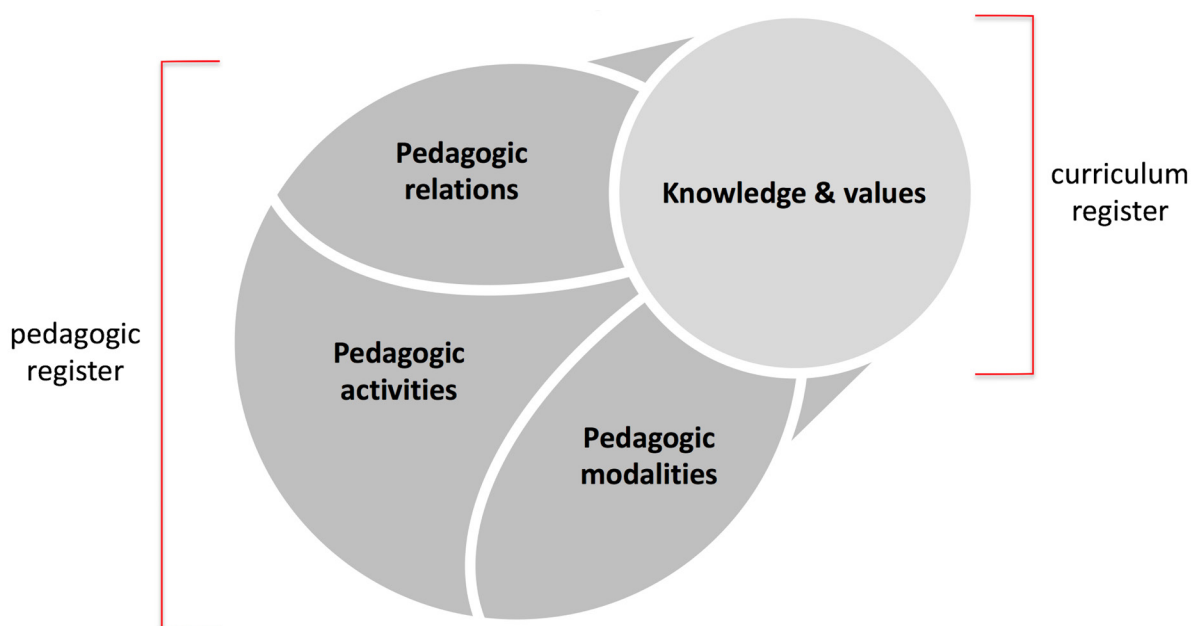 Pedagogic
relations
Knowledge & values
curriculum
register
pedagogic
register
Pedagogic
activities
Pedagogic
modalities